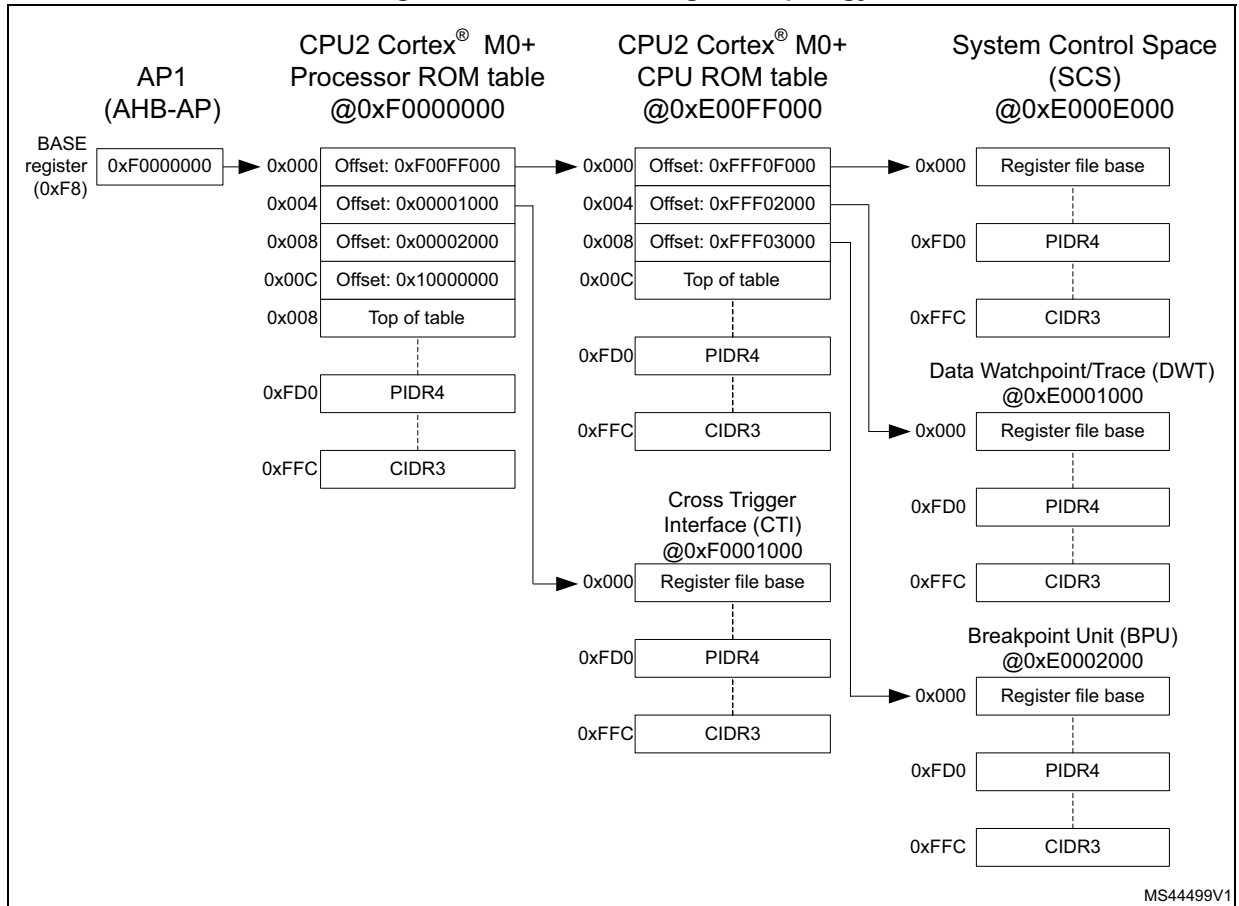 AP1
(AHB-AP)
BASE
register
(0xF8)
0xF0000000
CPU2 Cortex® M0+
Processor ROM table
@0xF0000000
0x000 Offset: 0xF00FF000
0x004 Offset: 0x00001000
0x008 Offset: 0x00002000
0x00C Offset: 0x10000000
0x008 Top of table
0xFD0 PIDR4
0xFFC CIDR3
CPU2 Cortex® M0+
CPU ROM table
@0xE00FF000
0x000 Offset: 0xFFF0F000
0x004 Offset: 0xFFF02000
0x008 Offset: 0xFFF03000
0x00C Top of table
0xFD0 PIDR4
0xFFC CIDR3
Cross Trigger
Interface (CTI)
@0xF0001000
0x000 Register file base
0xFD0 PIDR4
0xFFC CIDR3
System Control Space
(SCS)
@0xE000E000
0x000 Register file base
0xFD0 PIDR4
0xFFC CIDR3
Data Watchpoint/Trace (DWT)
@0xE0001000
0x000 Register file base
0xFD0 PIDR4
0xFFC CIDR3
Breakpoint Unit (BPU)
@0xE0002000
0x000 Register file base
0xFD0 PIDR4
0xFFC CIDR3
MS44499V1